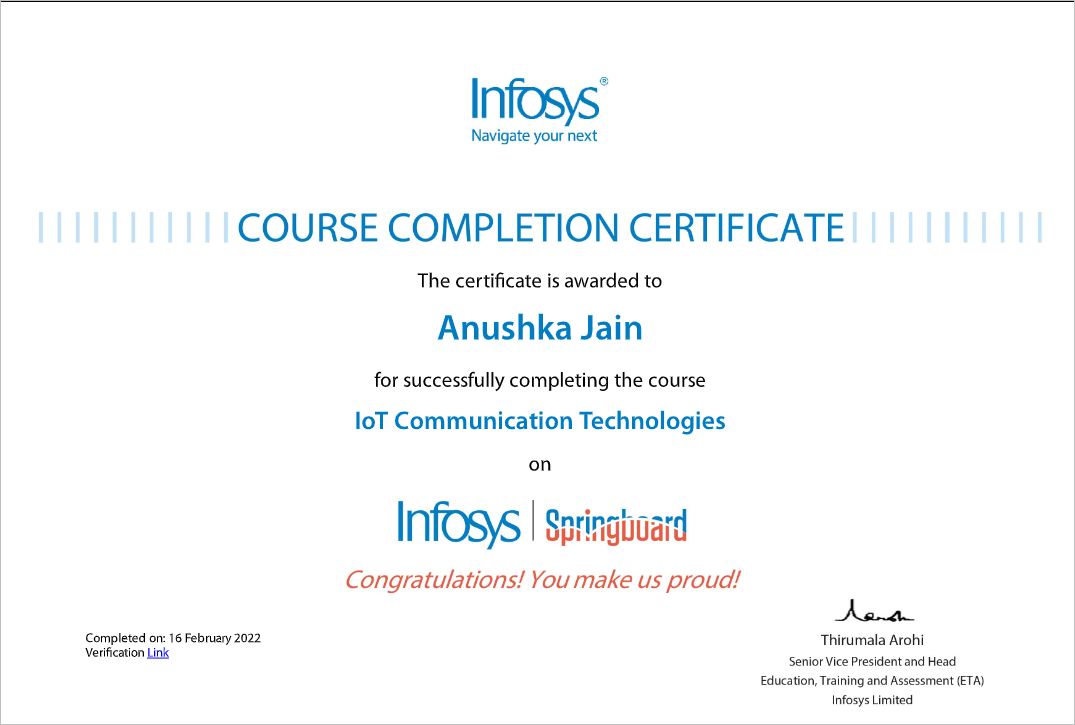 Infosys®
Navigate your next
COURSE COMPLETION CERTIFICATE
The certificate is awarded to
Anushka Jain
for successfully completing the course
IoT Communication Technologies
on
Infosys | Springboard
Congratulations! You make us proud!
Completed on: 16 February 2022
Verification Link
Thirumala Arohi
Senior Vice President and Head
Education, Training and Assessment (ETA)
Infosys Limited